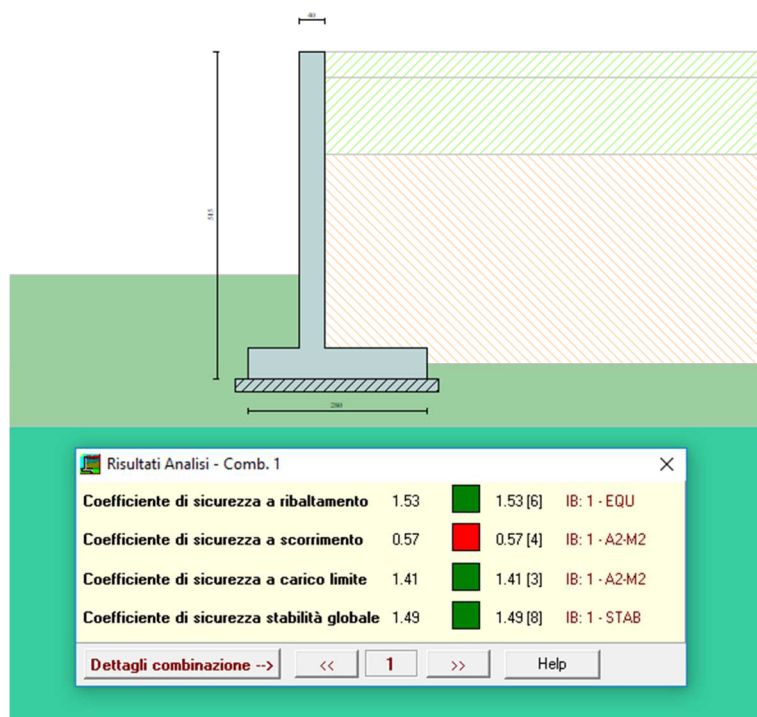 40
515
280
Risultati Analisi - Comb. 1
Coefficiente di sicurezza a ribaltamento 1.53 1.53 [6] IB: 1 - EQU
Coefficiente di sicurezza a scorrimento 0.57 0.57 [4] IB: 1 - A2-M2
Coefficiente di sicurezza a carico limite 1.41 1.41 [3] IB: 1 - A2-M2
Coefficiente di sicurezza stabilità globale 1.49 1.49 [8] IB: 1 - STAB
Dettagli combinazione --> << 1 >> Help